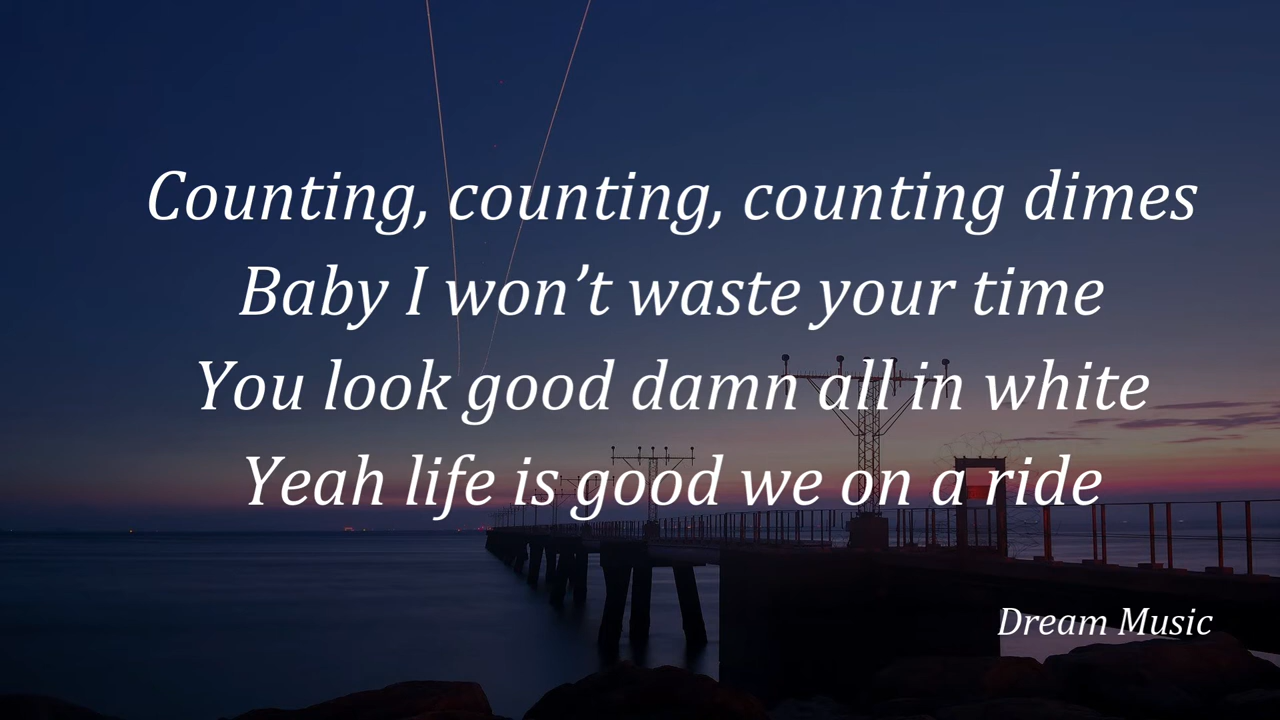 Counting, counting, counting dimes
Baby I won’t waste your time
You look good damn all in white
Yeah life is good we on a ride
Dream Music